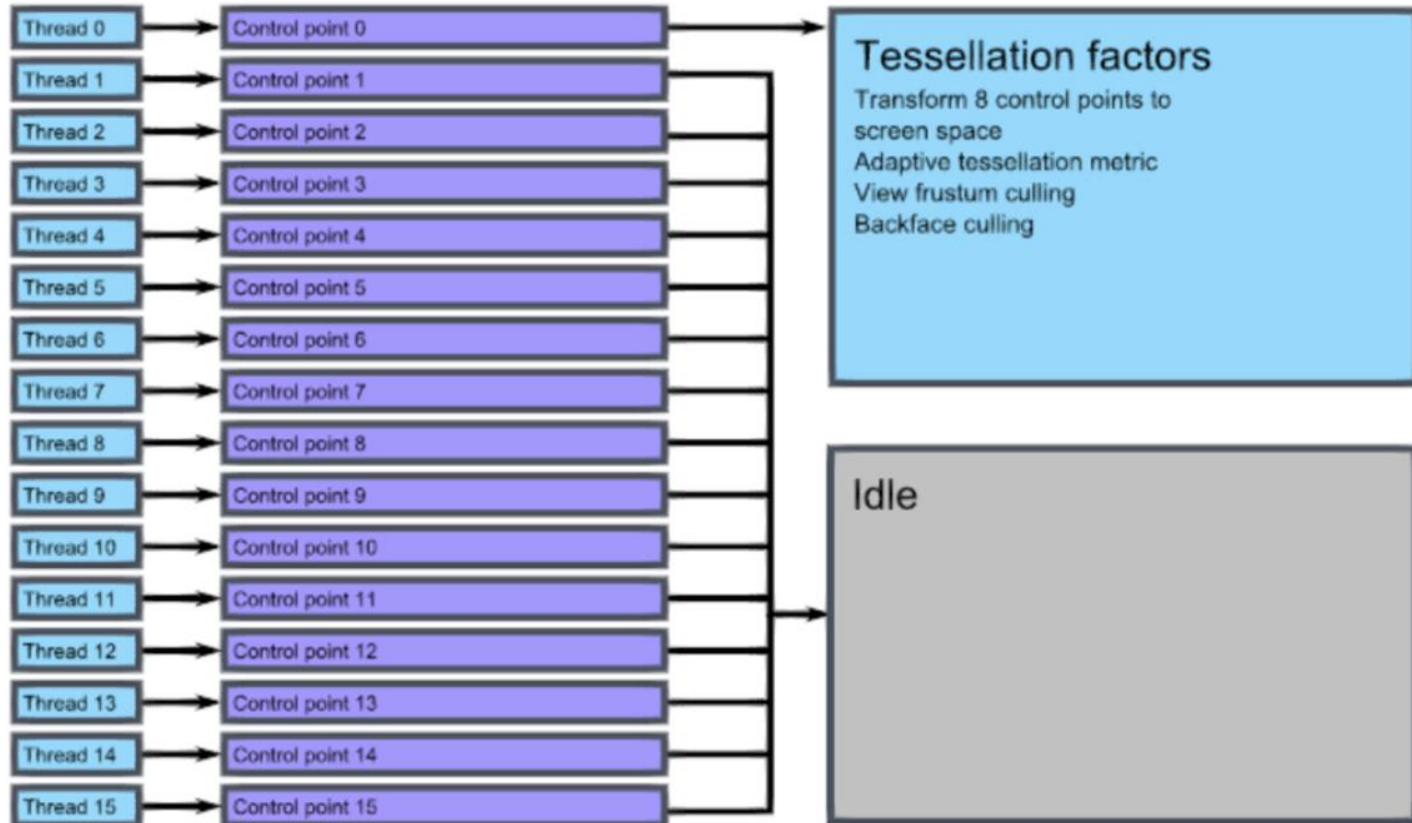 Thread 0
Control point 0
Thread 1
Control point 1
Thread 2
Control point 2
Thread 3
Control point 3
Thread 4
Control point 4
Thread 5
Control point 5
Thread 6
Control point 6
Thread 7
Control point 7
Thread 8
Control point 8
Thread 9
Control point 9
Thread 10
Control point 10
Thread 11
Control point 11
Thread 12
Control point 12
Thread 13
Control point 13
Thread 14
Control point 14
Thread 15
Control point 15
Tessellation factors
Transform 8 control points to
screen space
Adaptive tessellation metric
View frustum culling
Backface culling
Idle